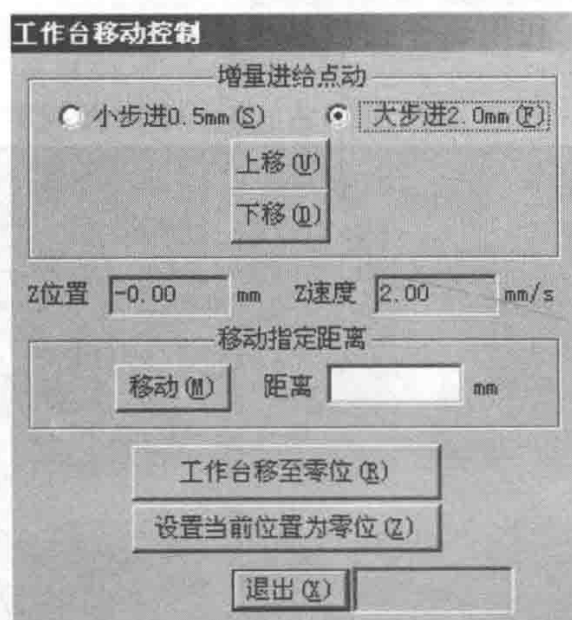 工作台移动控制
增量进给点动
小步进0.5mm(S) 大步进2.0mm(F)
上移(U)
下移(D)
Z位置 -0.00 mm Z速度 2.00 mm/s
移动指定距离
移动(M) 距离 mm
工作台移至零位(R)
设置当前位置为零位(Z)
退出(X)